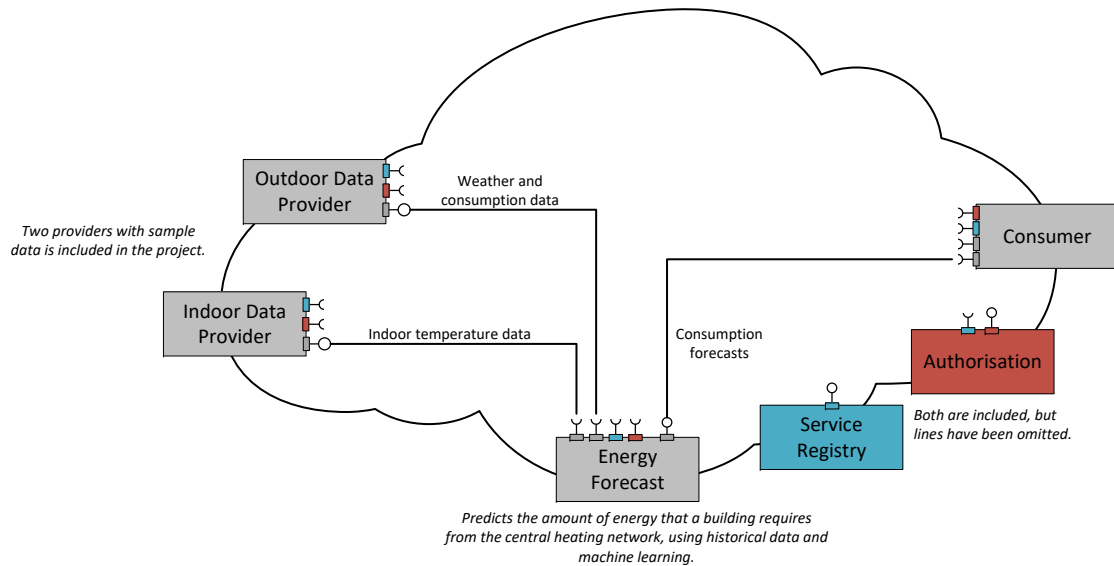 Outdoor Data
Provider
Weather and
consumption data
Two providers with sample
data is included in the project.
Consumer
Indoor Data
Provider
Indoor temperature data
Consumption
forecasts
Authorisation
Both are included, but
lines have been omitted.
Service
Registry
Energy
Forecast
Predicts the amount of energy that a building requires
from the central heating network, using historical data and
machine learning.